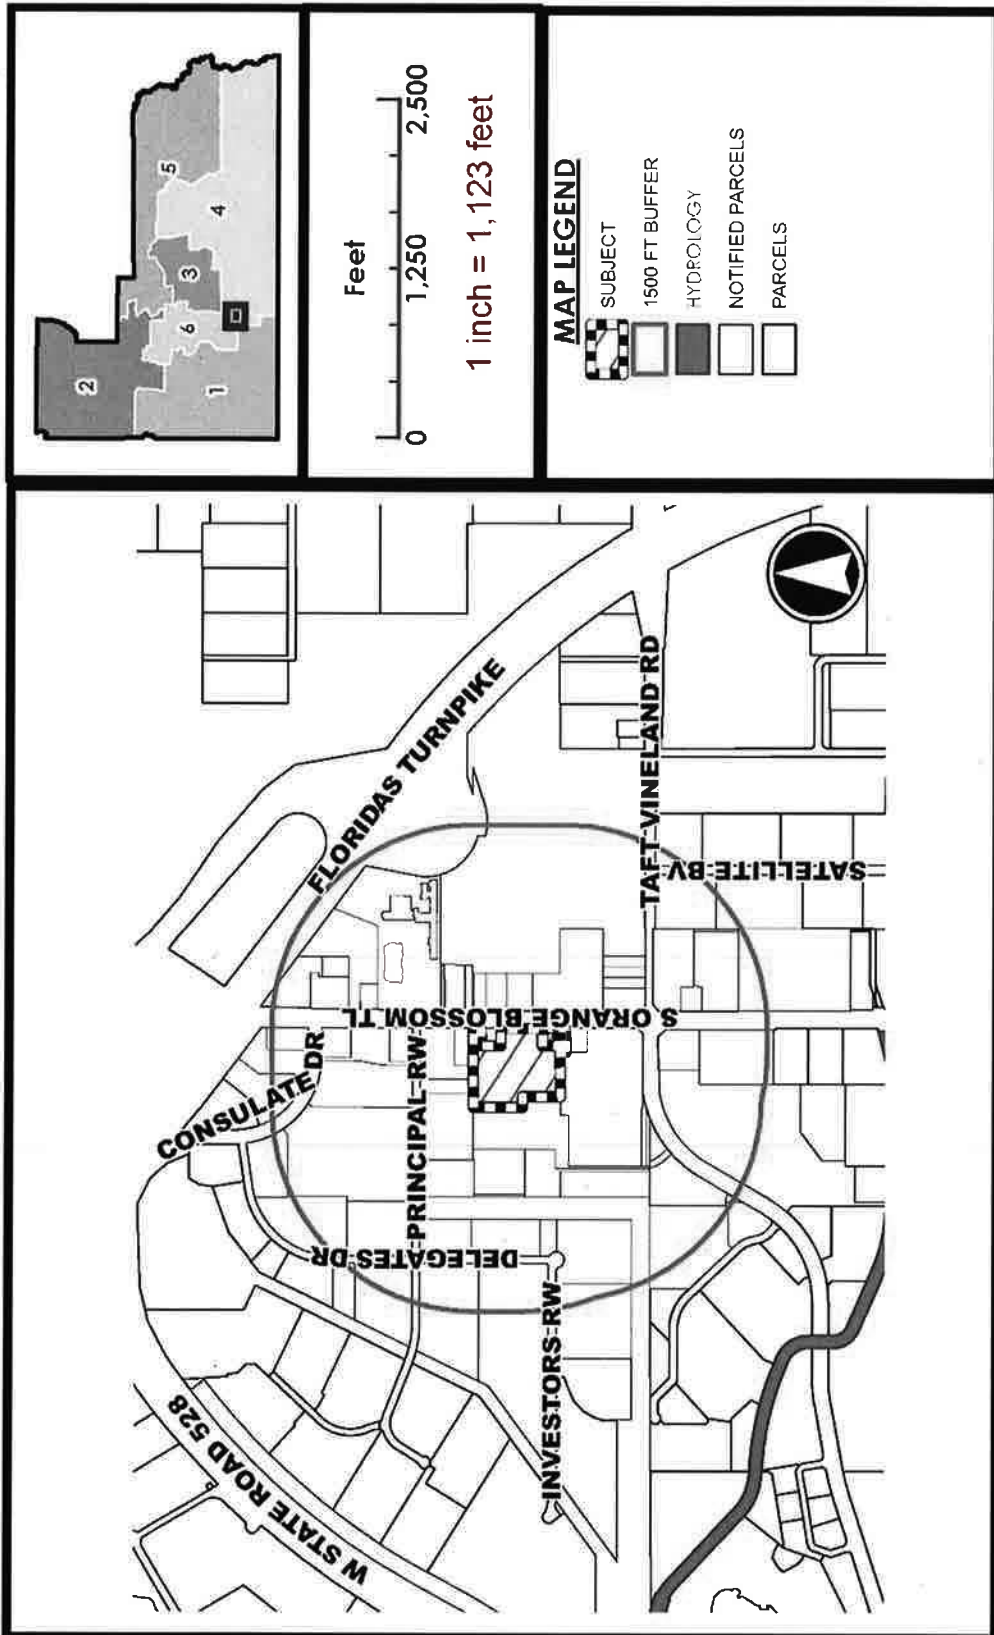 W STATE ROAD 528
CONSULATE DR
FLORIDAS TURNPIKE
PRINCIPAL RW
DELEGATES DR
INVESTORS RW
S ORANGE BLOSSOM TL
TAFT VINELAND RD
SATELLITE BV
2
5
6
3
4
1
Feet
0 1,250 2,500
1 inch = 1,123 feet
MAP LEGEND
SUBJECT
1500 FT BUFFER
HYDROLOGY
NOTIFIED PARCELS
PARCELS